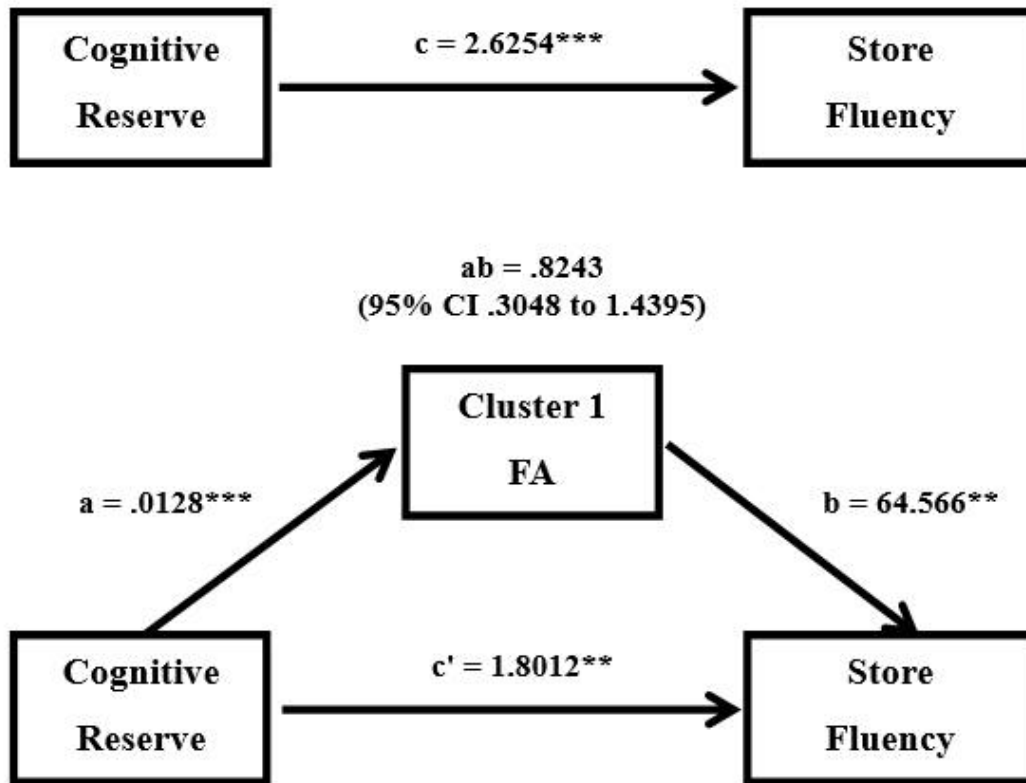 Cognitive
Reserve
c = 2.6254***
Store
Fluency
ab = .8243
(95% CI .3048 to 1.4395)
Cluster 1
FA
a = .0128***
b = 64.566**
Cognitive
Reserve
c' = 1.8012**
Store
Fluency